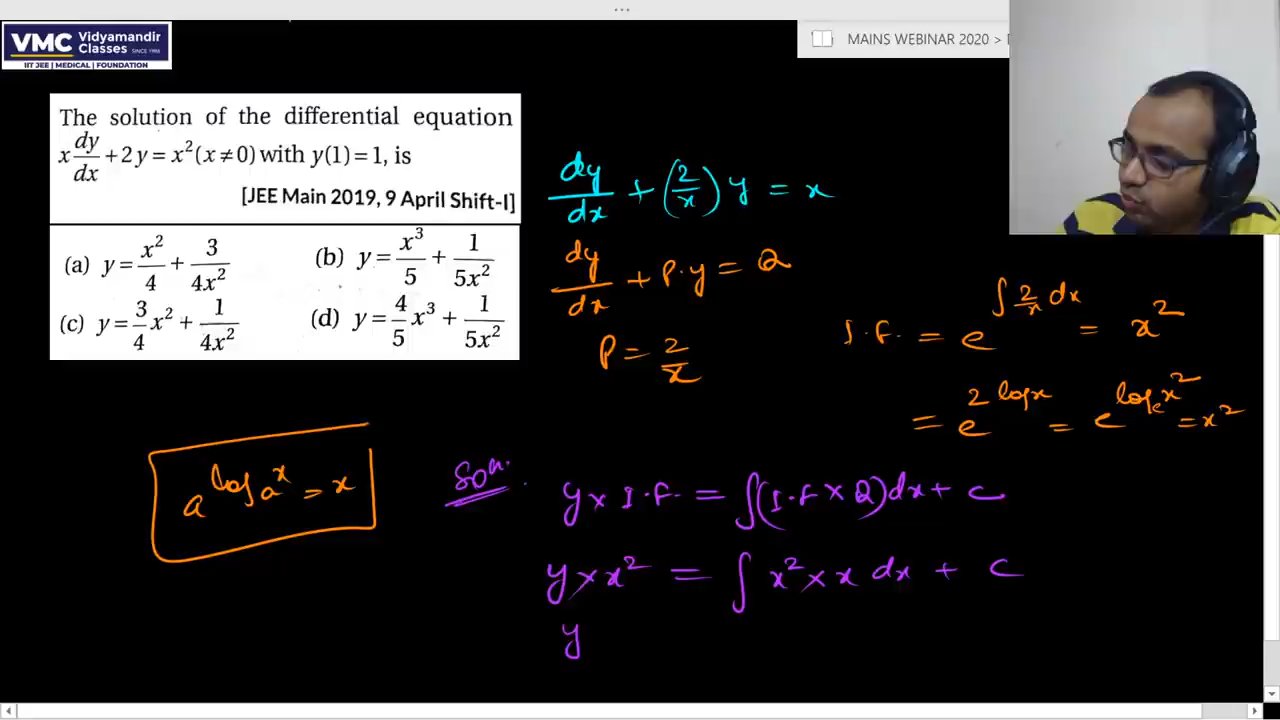 VMC Vidyamandir Classes SINCE 1986
IIT JEE | MEDICAL | FOUNDATION
MAINS WEBINAR 2020 >
The solution of the differential equation
x dy/dx + 2y = x² (x ≠ 0) with y(1) = 1, is
[JEE Main 2019, 9 April Shift-I]
(a) y = x²/4 + 3/4x² (b) y = x³/5 + 1/5x²
(c) y = 3/4 x² + 1/4x² (d) y = 4/5 x³ + 1/5x²
dy/dx + (2/x) y = x
dy/dx + P.y = Q
P = 2/x
I.F. = e^∫2/x dx = x²
= e^2 log x = e^logₑx² = x²
a^logₐx = x
Soln.
y × I.F. = ∫(I.F × Q) dx + c
y × x² = ∫ x² × x dx + c
y